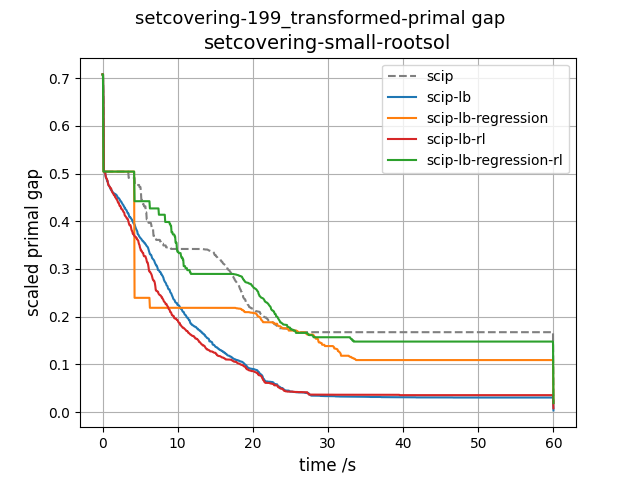 setcovering-199_transformed-primal gap
setcovering-small-rootsol
scip
scip-lb
scip-lb-regression
scip-lb-rl
scip-lb-regression-rl
scaled primal gap
0.7
0.6
0.5
0.4
0.3
0.2
0.1
0.0
0 10 20 30 40 50 60
time /s